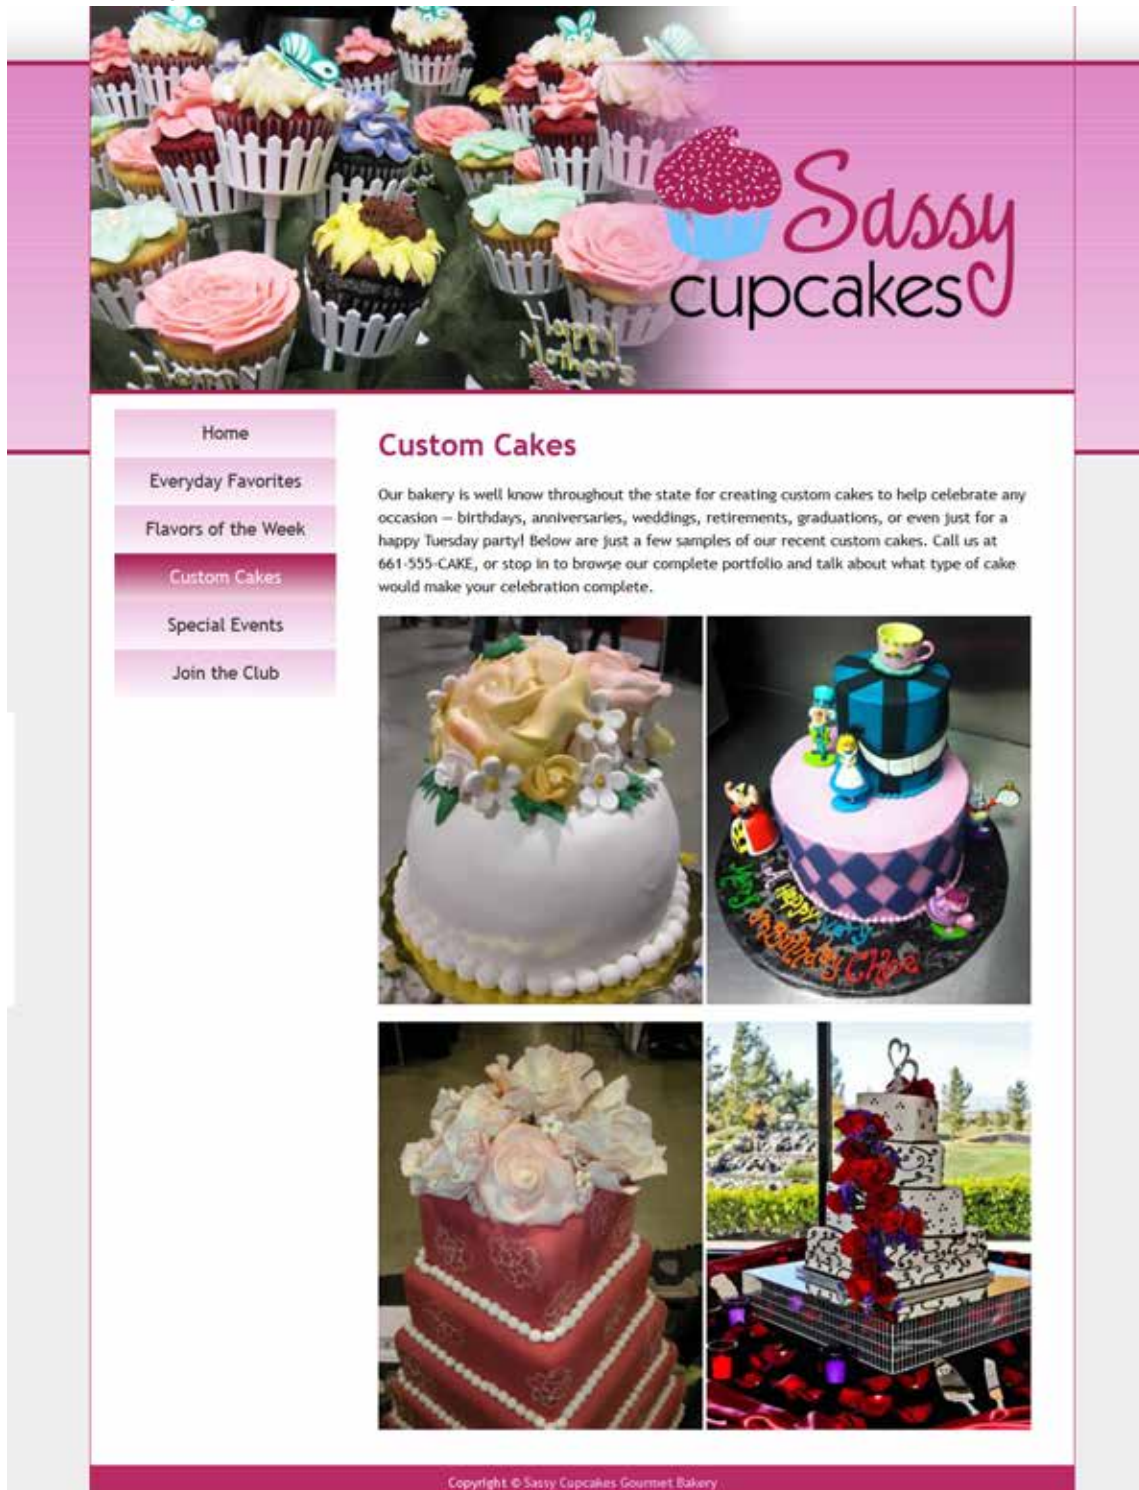 Sassy
cupcakes
Happy
Mothers
Home
Everyday Favorites
Flavors of the Week
Custom Cakes
Special Events
Join the Club
Custom Cakes
Our bakery is well know throughout the state for creating custom cakes to help celebrate any
occasion — birthdays, anniversaries, weddings, retirements, graduations, or even just for a
happy Tuesday party! Below are just a few samples of our recent custom cakes. Call us at
661-555-CAKE, or stop in to browse our complete portfolio and talk about what type of cake
would make your celebration complete.
A
Very Happy Very
UnBirthday Chloe
Copyright © Sassy Cupcakes Gourmet Bakery